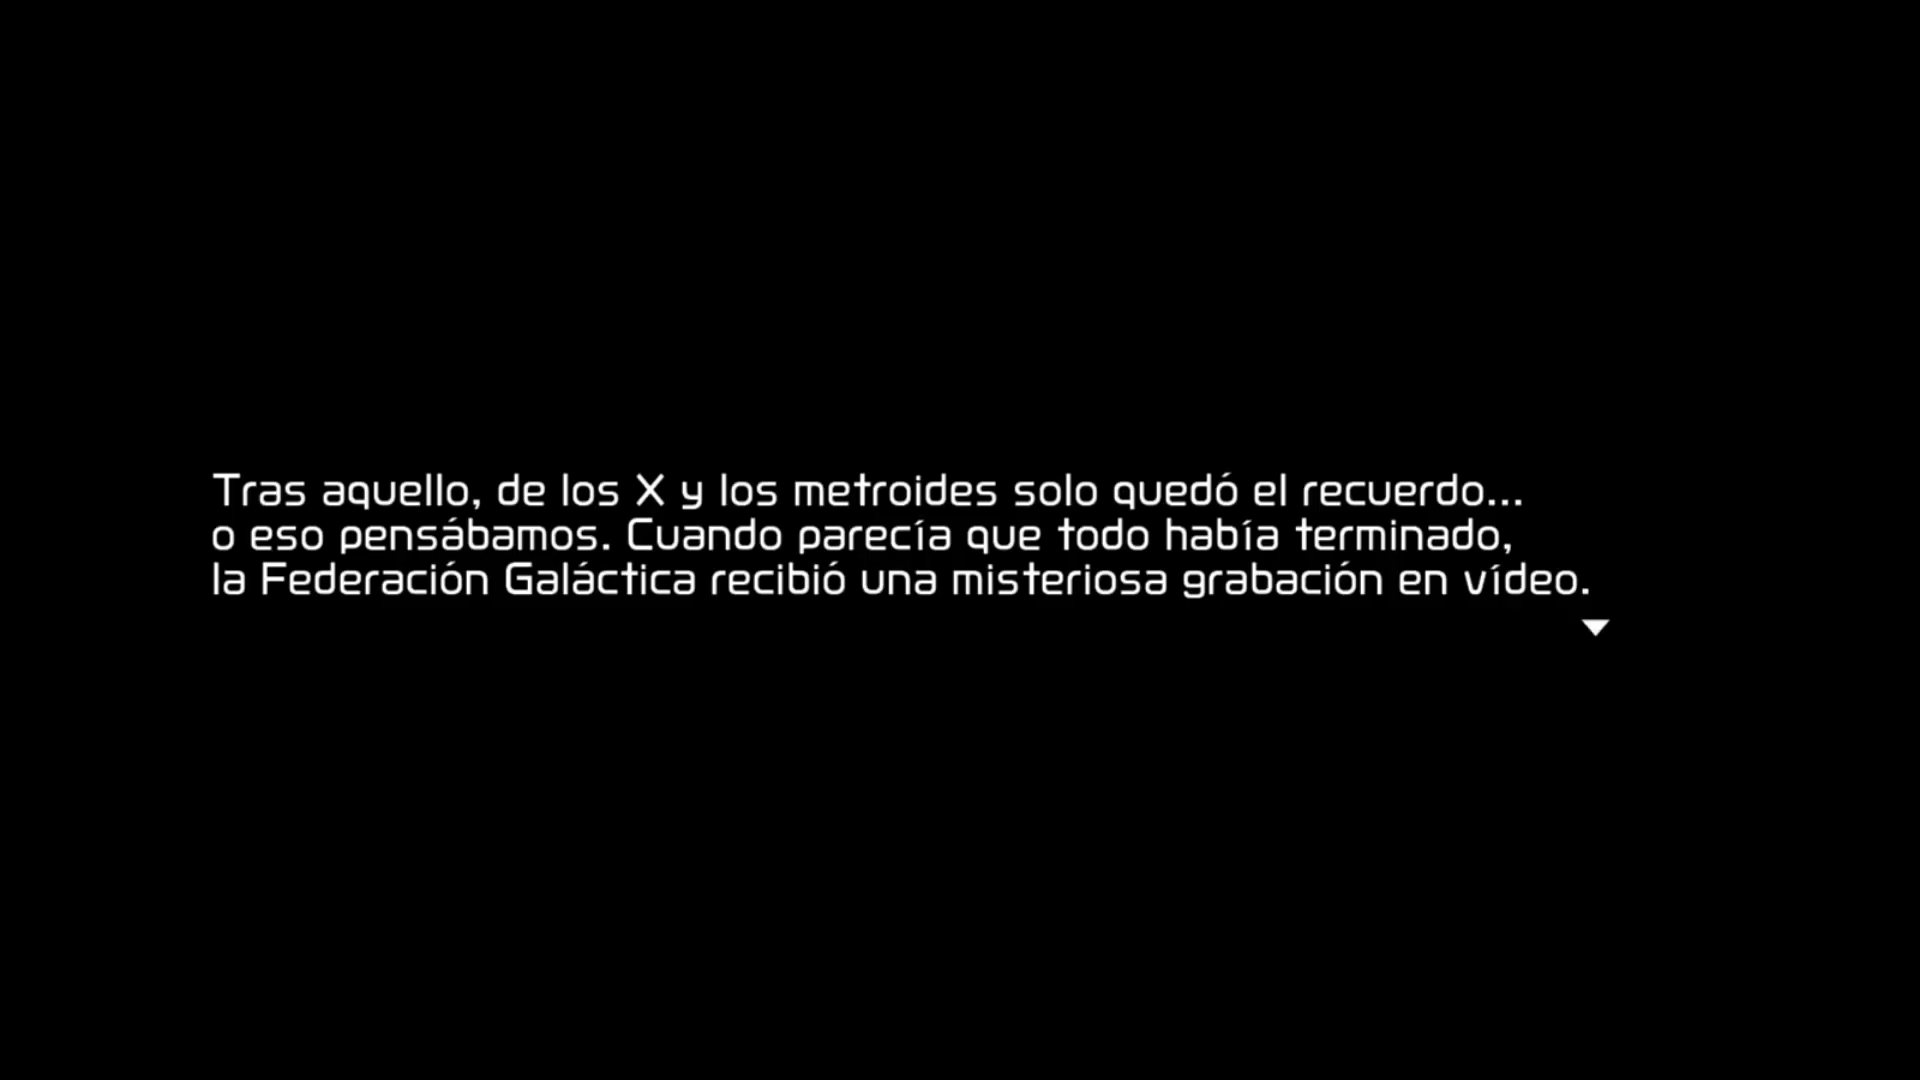 Tras aquello, de los X y los metroides solo quedó el recuerdo...
o eso pensábamos. Cuando parecía que todo había terminado,
la Federación Galáctica recibió una misteriosa grabación en vídeo.